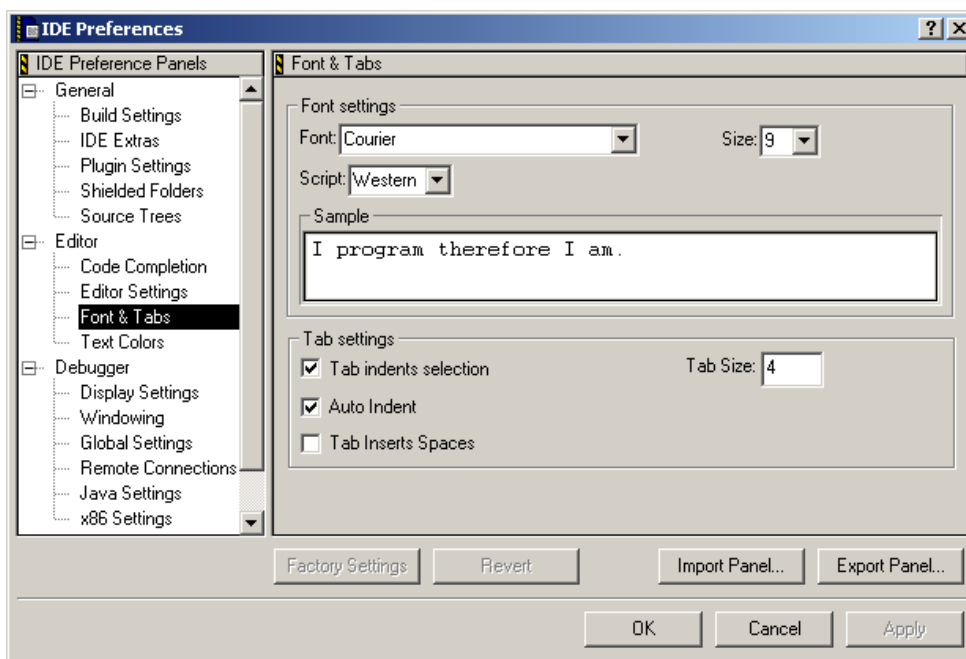 IDE Preferences
IDE Preference Panels
General
Build Settings
IDE Extras
Plugin Settings
Shielded Folders
Source Trees
Editor
Code Completion
Editor Settings
Font & Tabs
Text Colors
Debugger
Display Settings
Windowing
Global Settings
Remote Connections
Java Settings
x86 Settings
Font & Tabs
Font settings
Font: Courier Size: 9
Script: Western
Sample
I program therefore I am.
Tab settings
Tab indents selection Tab Size: 4
Auto Indent
Tab Inserts Spaces
Factory Settings Revert Import Panel... Export Panel...
OK Cancel Apply